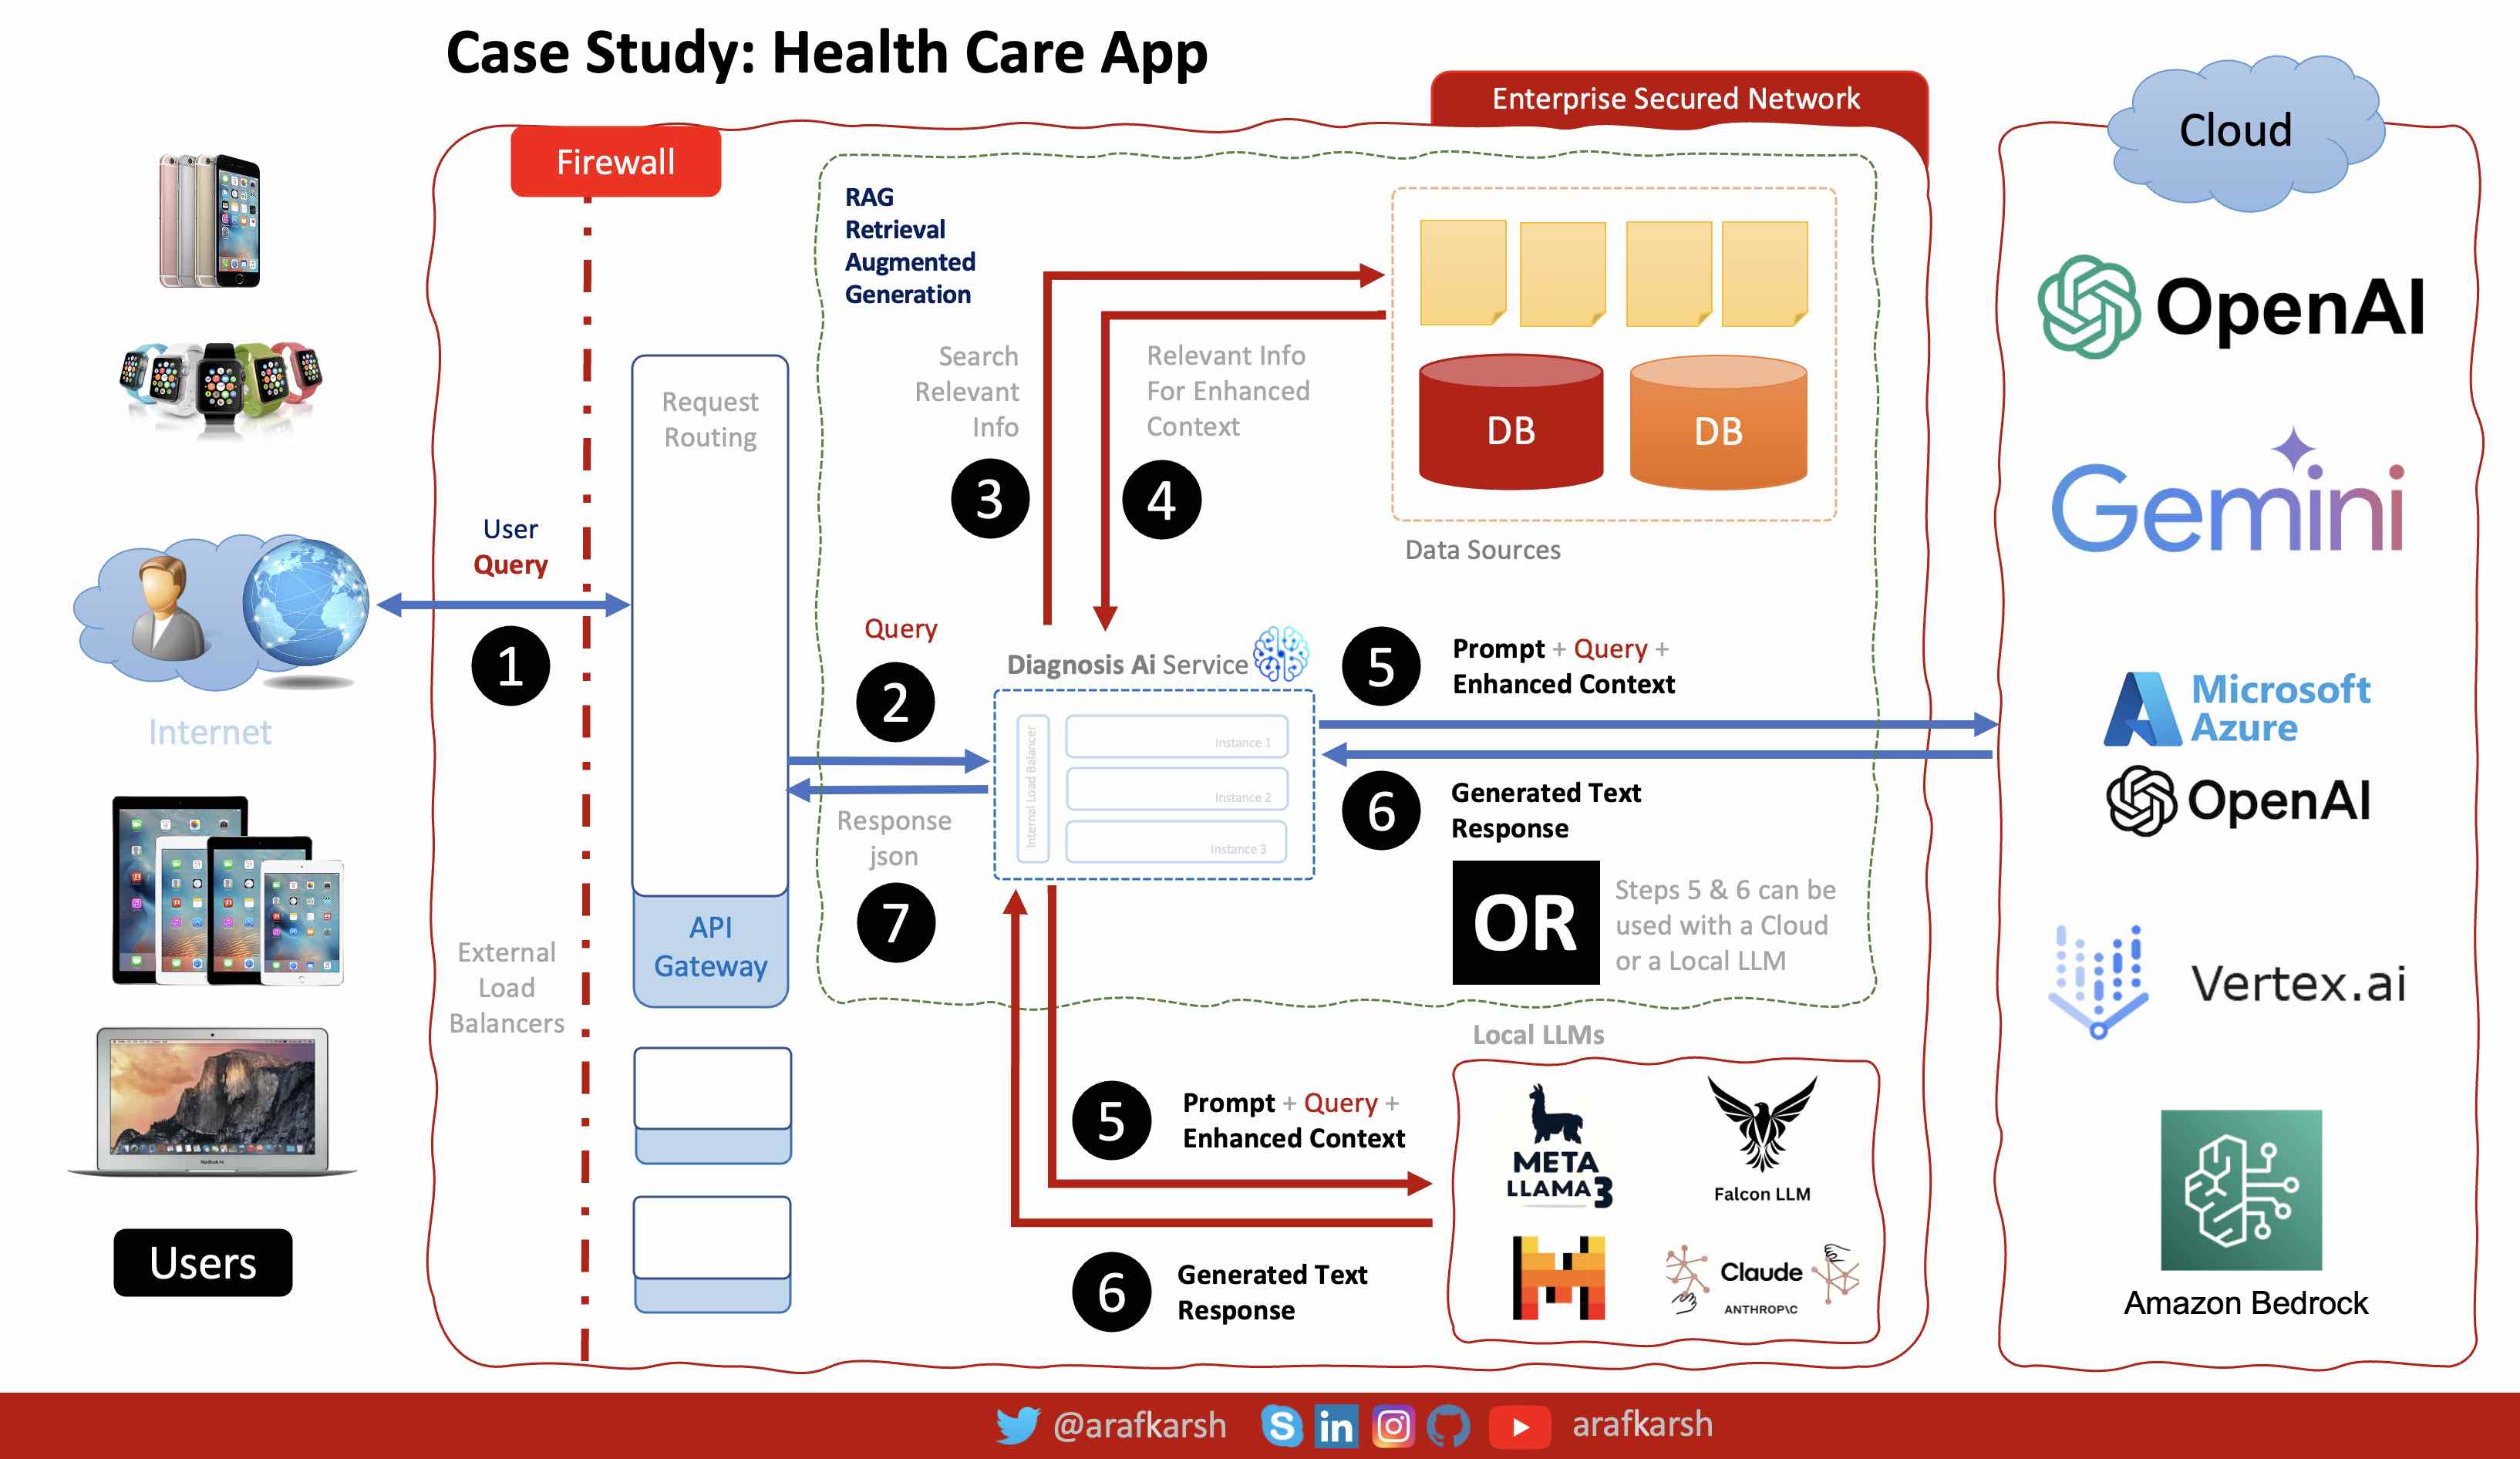 Case Study: Health Care App
Enterprise Secured Network
Firewall
Cloud
RAG
Retrieval
Augmented
Generation
OpenAI
Search
Relevant
Info
3
Relevant Info
For Enhanced
Context
4
DB
DB
Data Sources
Request
Routing
Gemini
User
Query
1
Internet
Query
2
Diagnosis Ai Service
Internal Load Balancer
Instance 1
Instance 2
Instance 3
5
Prompt + Query +
Enhanced Context
6
Generated Text
Response
Microsoft
Azure
OpenAI
Response
json
7
OR
Steps 5 & 6 can be
used with a Cloud
or a Local LLM
API
Gateway
External
Load
Balancers
Vertex.ai
Local LLMs
5
Prompt + Query +
Enhanced Context
META
LLAMA 3
Falcon LLM
6
Generated Text
Response
Claude
ANTHROP\C
Users
Amazon Bedrock
@arafkarsh
S
in
arafkarsh